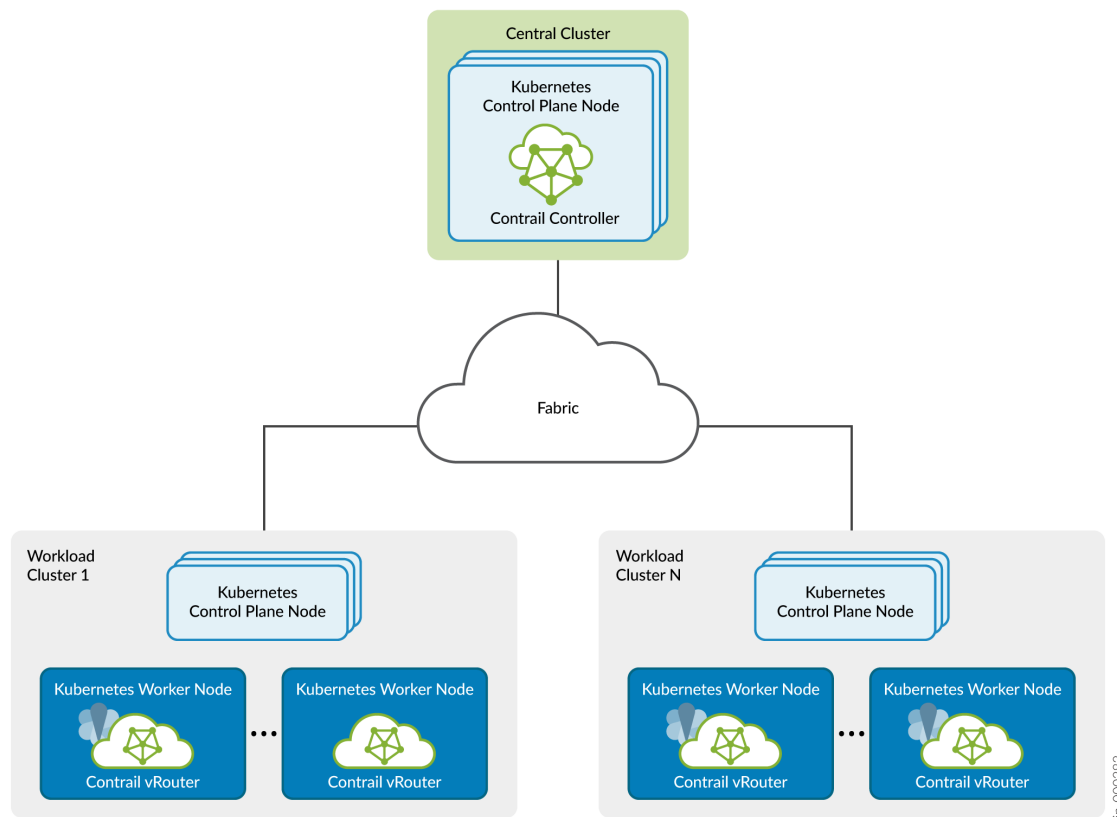 Central Cluster
Kubernetes
Control Plane Node
Contrail Controller
Fabric
Workload
Cluster 1
Kubernetes
Control Plane Node
Kubernetes Worker Node
Contrail vRouter
...
Kubernetes Worker Node
Contrail vRouter
Workload
Cluster N
Kubernetes
Control Plane Node
Kubernetes Worker Node
Contrail vRouter
...
Kubernetes Worker Node
Contrail vRouter